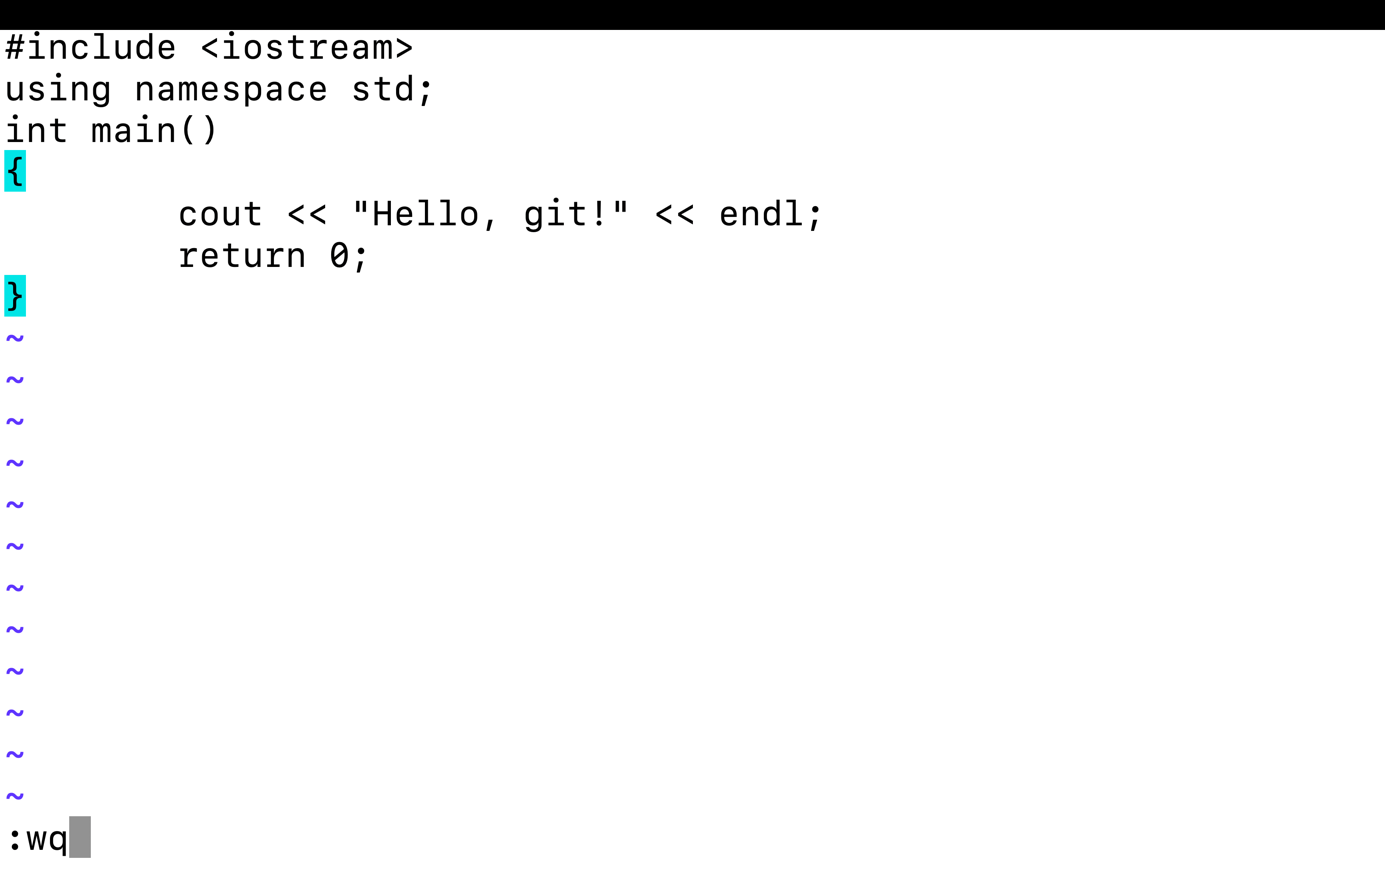 #include <iostream>
using namespace std;
int main()
{
        cout << "Hello, git!" << endl;
        return 0;
}
~
~
~
~
~
~
~
~
~
~
~
~
:wq